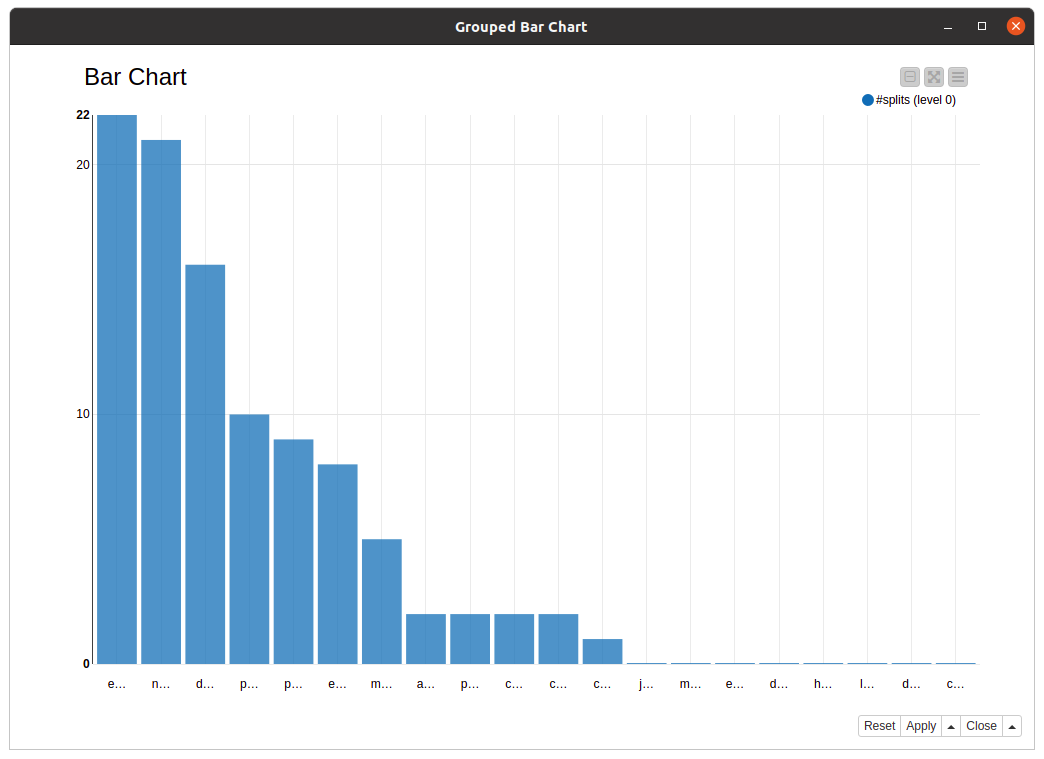 Grouped Bar Chart
Bar Chart
#splits (level 0)
22
20
10
0
e… n… d… p… p… e… m… a… p… c… c… c… j… m… e… d… h… l… d… c…
Reset Apply Close